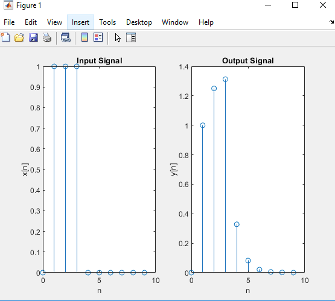 Figure 1
File Edit View Insert Tools Desktop Window Help
Input Signal
x[n]
1
0.9
0.8
0.7
0.6
0.5
0.4
0.3
0.2
0.1
0
0 5 10
n
Output Signal
y[n]
1.4
1.2
1
0.8
0.6
0.4
0.2
0
0 5 10
n